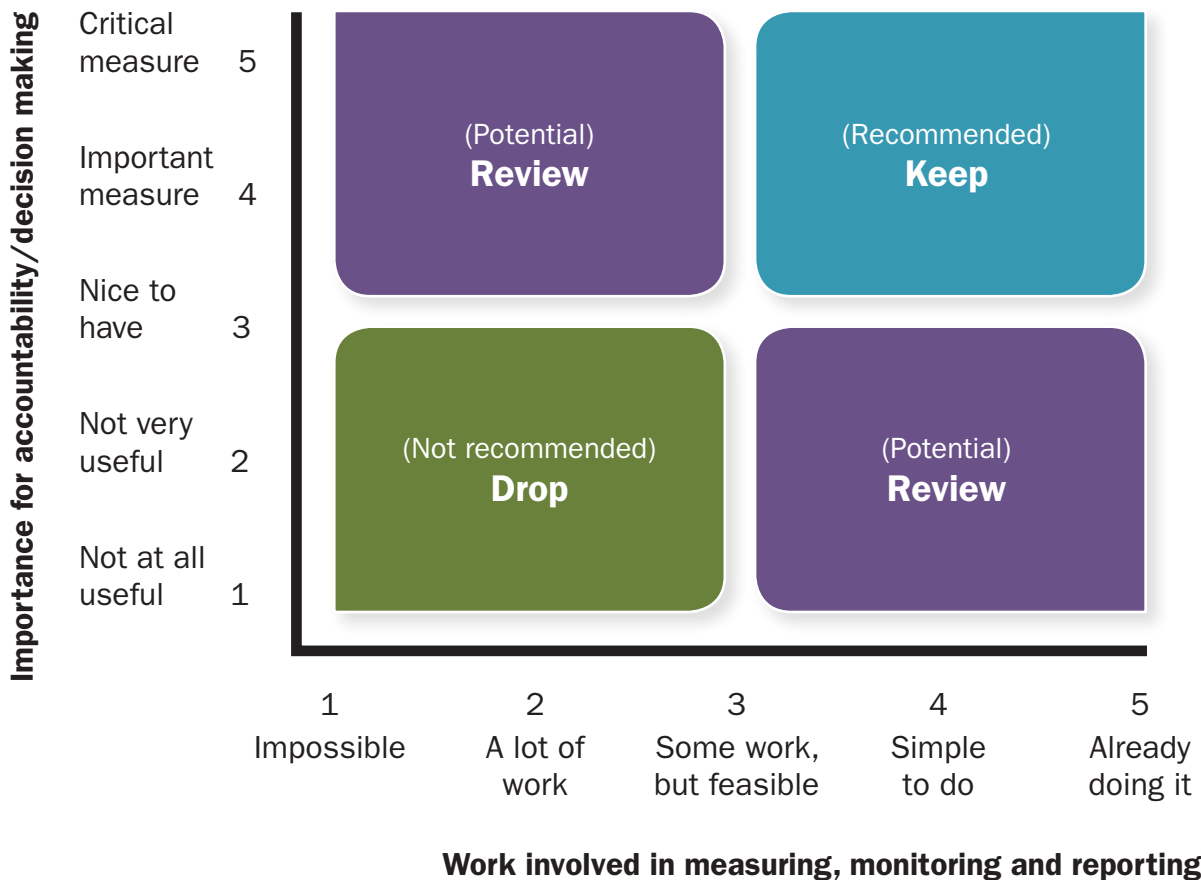 Importance for accountability/decision making
Critical
measure 5
Important
measure 4
Nice to
have 3
Not very
useful 2
Not at all
useful 1
(Potential)
Review
(Recommended)
Keep
(Not recommended)
Drop
(Potential)
Review
1 2 3 4 5
Impossible A lot of Some work, Simple Already
work but feasible to do doing it
Work involved in measuring, monitoring and reporting